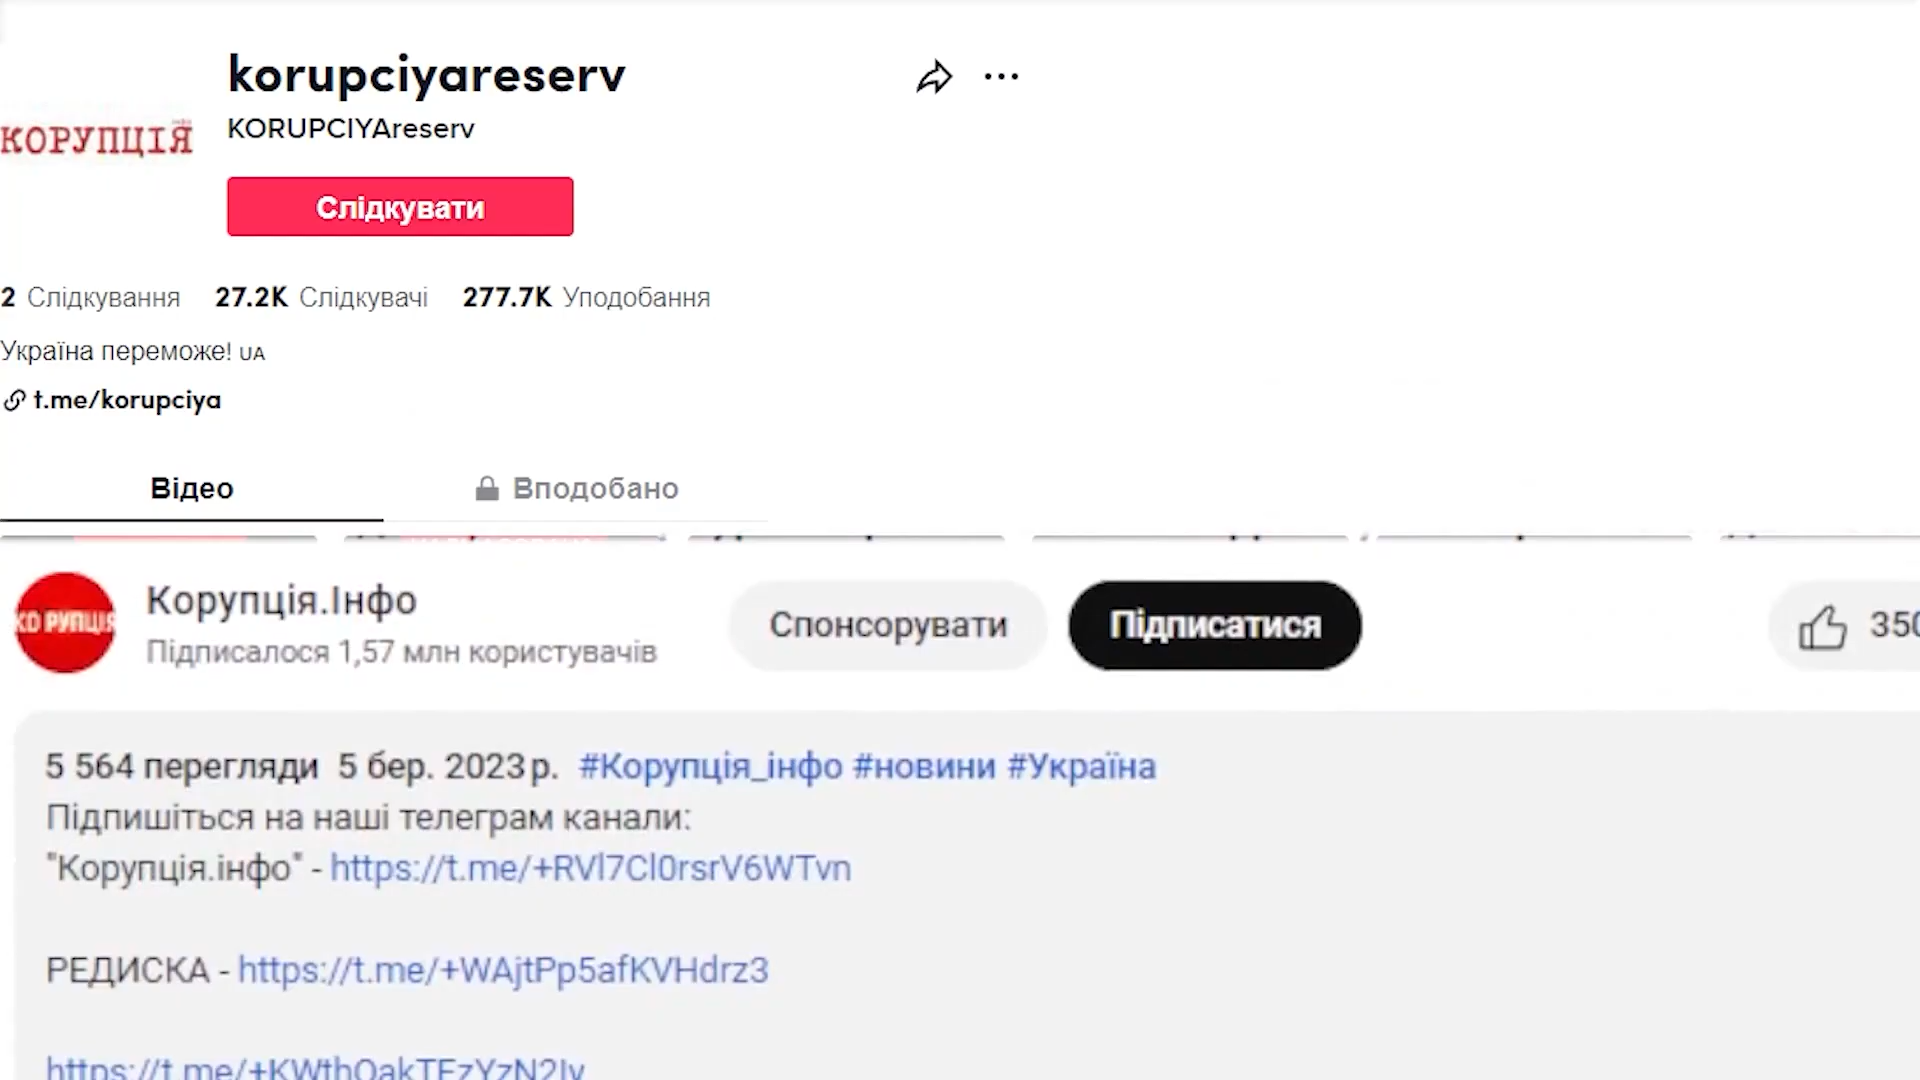 korupciyareserv
KORUPCIYAreserv
КОРУПЦІЯ
Слідкувати
2 Слідкування 27.2K Слідкувачі 277.7K Уподобання
Україна переможе! UA
t.me/korupciya
Відео Вподобано
КОРУПЦІЯ
Корупція.Інфо
Підписалося 1,57 млн користувачів
Спонсорувати
Підписатися
350
5 564 перегляди 5 бер. 2023 р. #Корупція_інфо #новини #Україна
Підпишіться на наші телеграм канали:
"Корупція.інфо" - https://t.me/+RVl7Cl0rsrV6WTvn
РЕДИСКА - https://t.me/+WAjtPp5afKVHdrz3